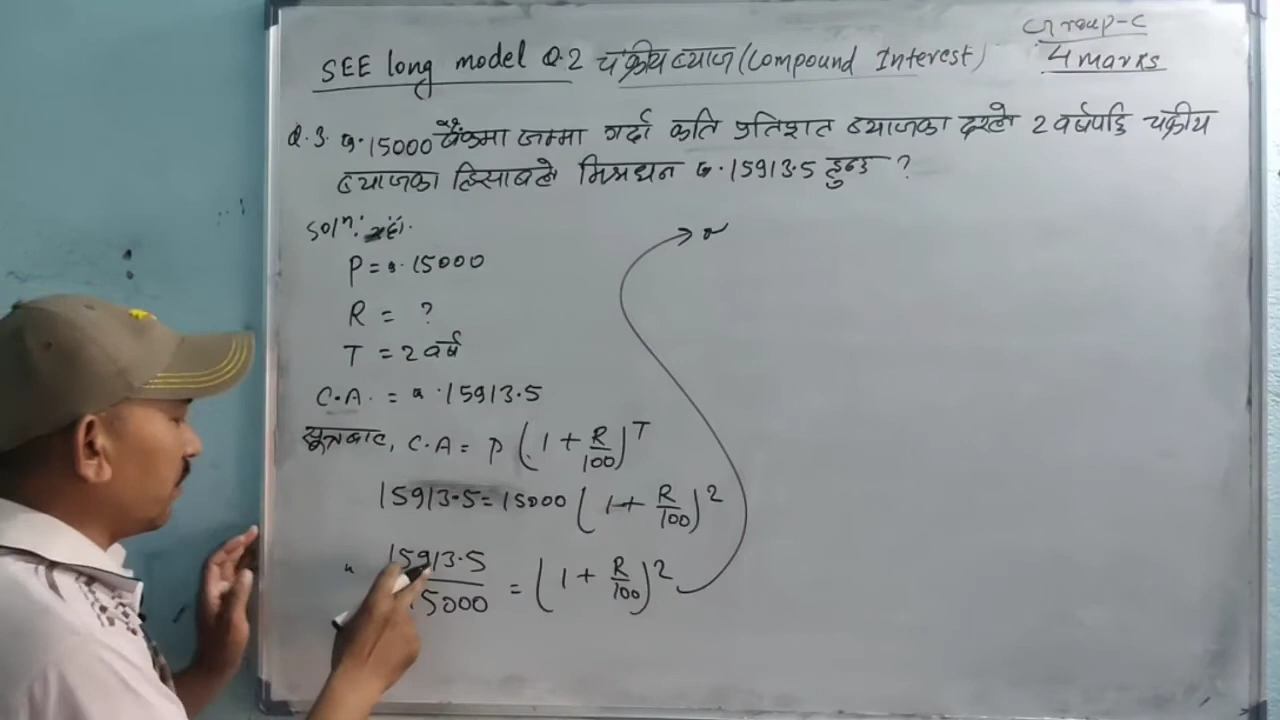 Group-C
4 marks
SEE long model Q.2 चक्रीय ब्याज (Compound Interest)
Q.3. रु.15000 बैंकमा जम्मा गर्दा कति प्रतिशत ब्याजका दरले 2 वर्षपछि चक्रीय
ब्याजका हिसाबले मिश्रधन रु.15913.5 हुन्छ ?
Solⁿ: यहाँ.
P = रु.15000
R = ?
T = 2 वर्ष
C.A. = रु.15913.5
सूत्रबाट, C.A = P (1 + R/100)^T
15913.5 = 15000 (1 + R/100)^2
15913.5/15000 = (1 + R/100)^2